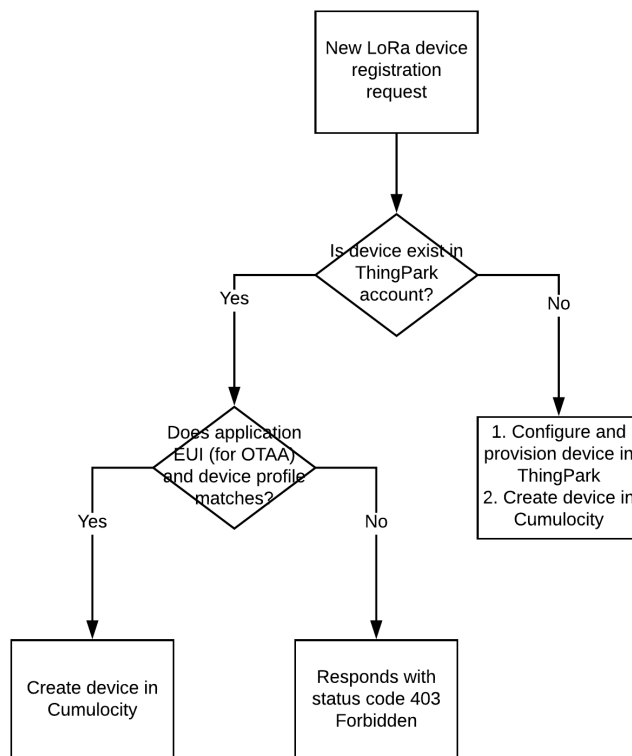 New LoRa device
registration
request
Is device exist in
ThingPark
account?
Yes
No
Does application
EUI (for OTAA)
and device profile
matches?
1. Configure and
provision device in
ThingPark
2. Create device in
Cumulocity
Yes
No
Create device in
Cumulocity
Responds with
status code 403
Forbidden